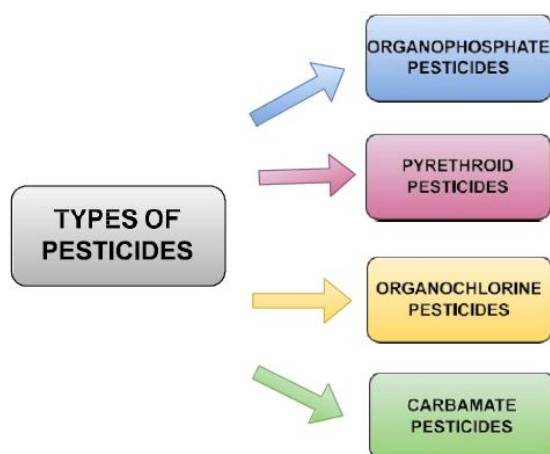 TYPES OF
PESTICIDES
ORGANOPHOSPHATE
PESTICIDES
PYRETHROID
PESTICIDES
ORGANOCHLORINE
PESTICIDES
CARBAMATE
PESTICIDES